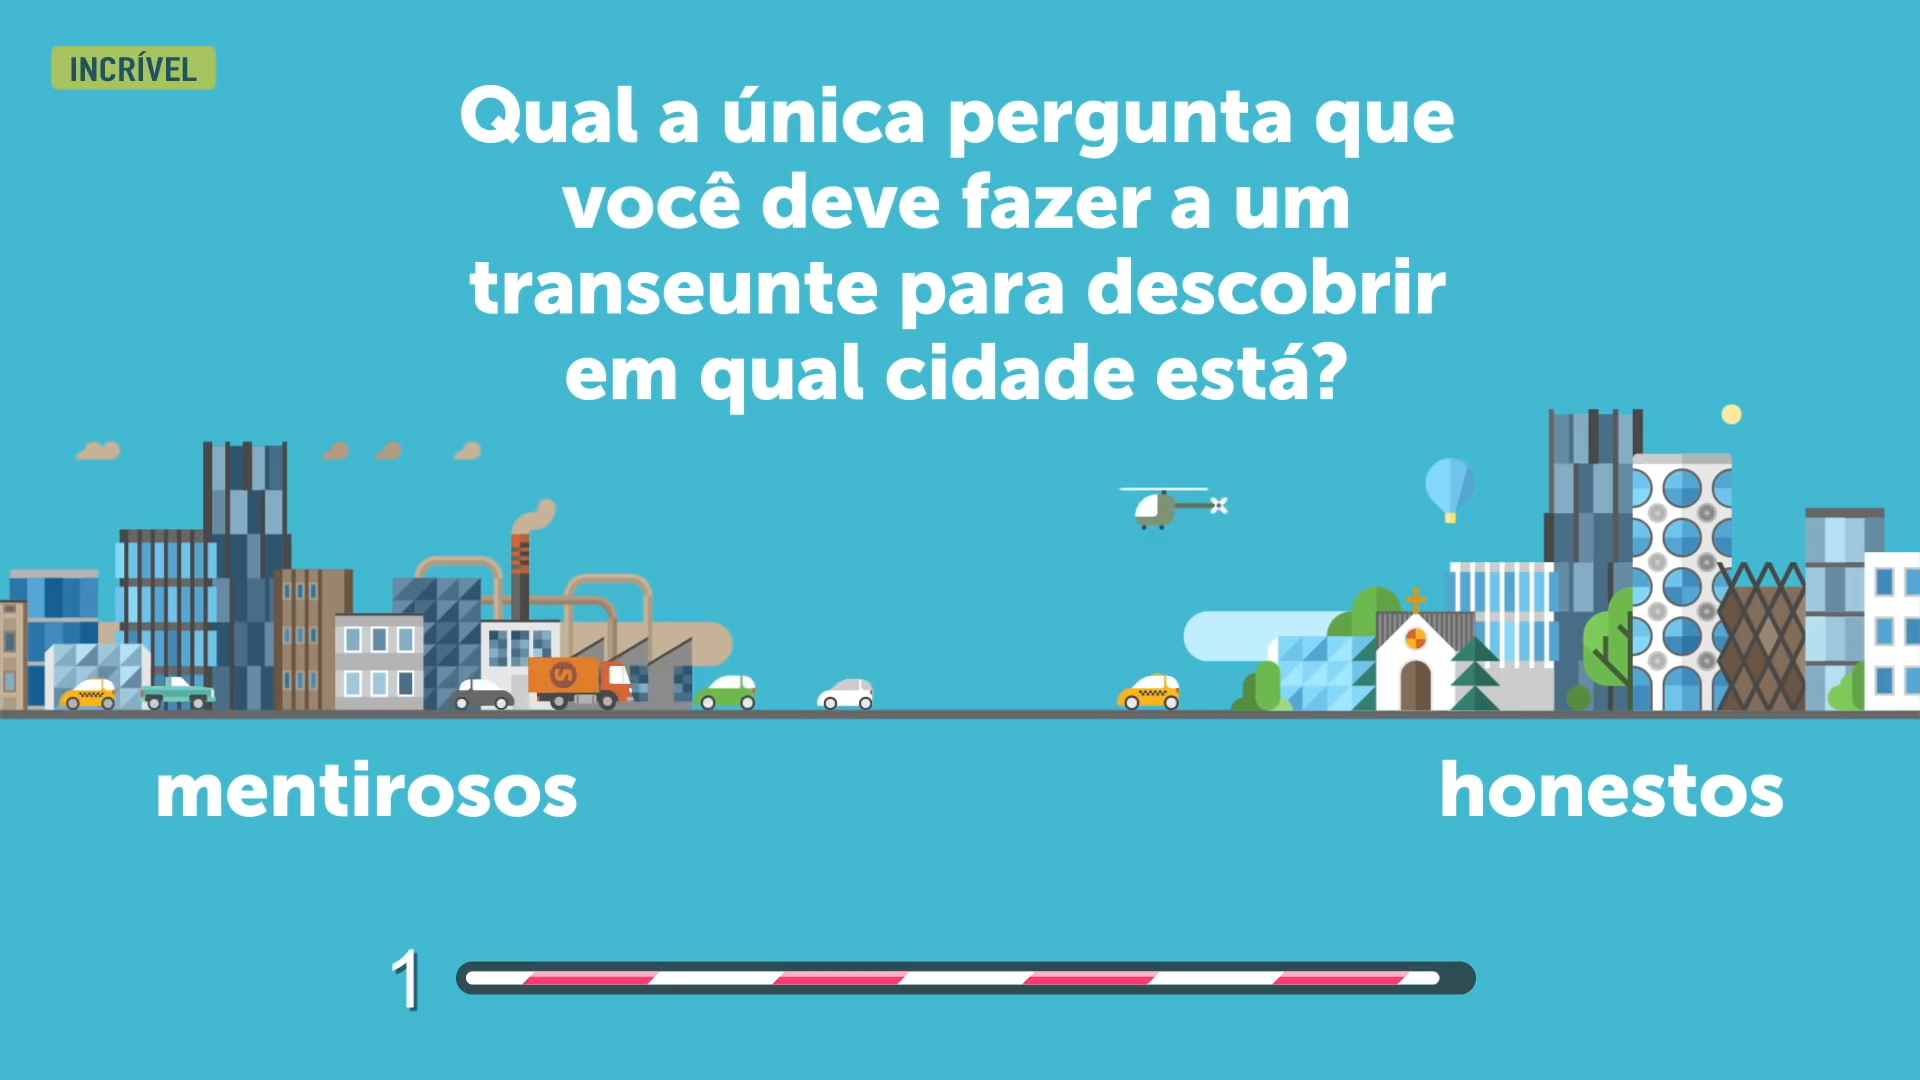 INCRÍVEL
Qual a única pergunta que
você deve fazer a um
transeunte para descobrir
em qual cidade está?
S
mentirosos
honestos
1